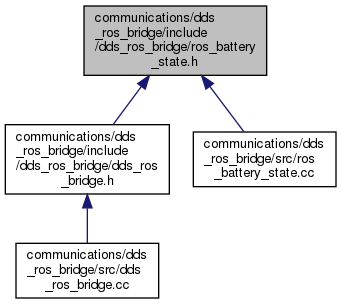 communications/dds
_ros_bridge/include
/dds_ros_bridge/ros_battery
_state.h
communications/dds
_ros_bridge/include
/dds_ros_bridge/dds_ros
_bridge.h
communications/dds
_ros_bridge/src/ros
_battery_state.cc
communications/dds
_ros_bridge/src/dds
_ros_bridge.cc